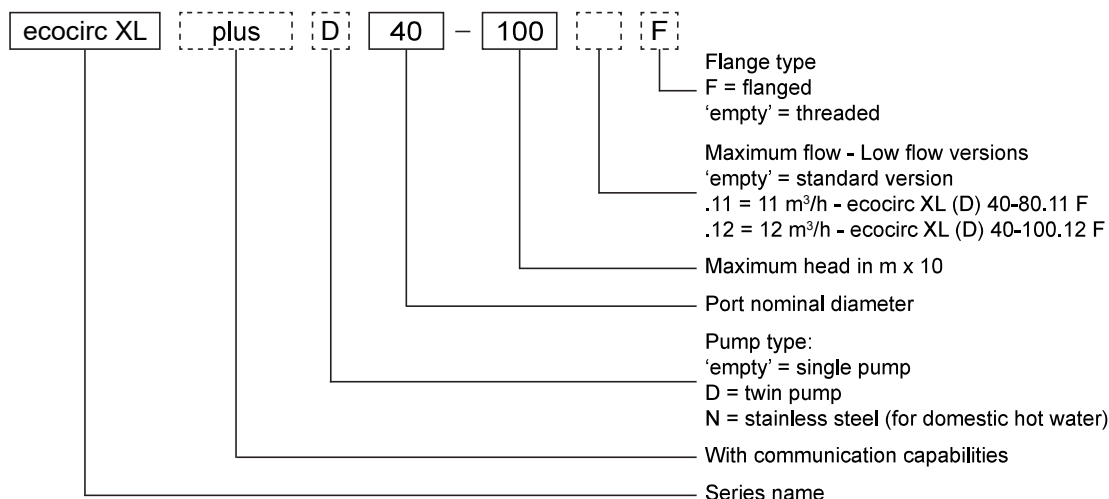 ecocirc XL plus D 40 – 100 F
Flange type
F = flanged
‘empty’ = threaded
Maximum flow - Low flow versions
‘empty’ = standard version
.11 = 11 m³/h - ecocirc XL (D) 40-80.11 F
.12 = 12 m³/h - ecocirc XL (D) 40-100.12 F
Maximum head in m x 10
Port nominal diameter
Pump type:
‘empty’ = single pump
D = twin pump
N = stainless steel (for domestic hot water)
With communication capabilities
Series name